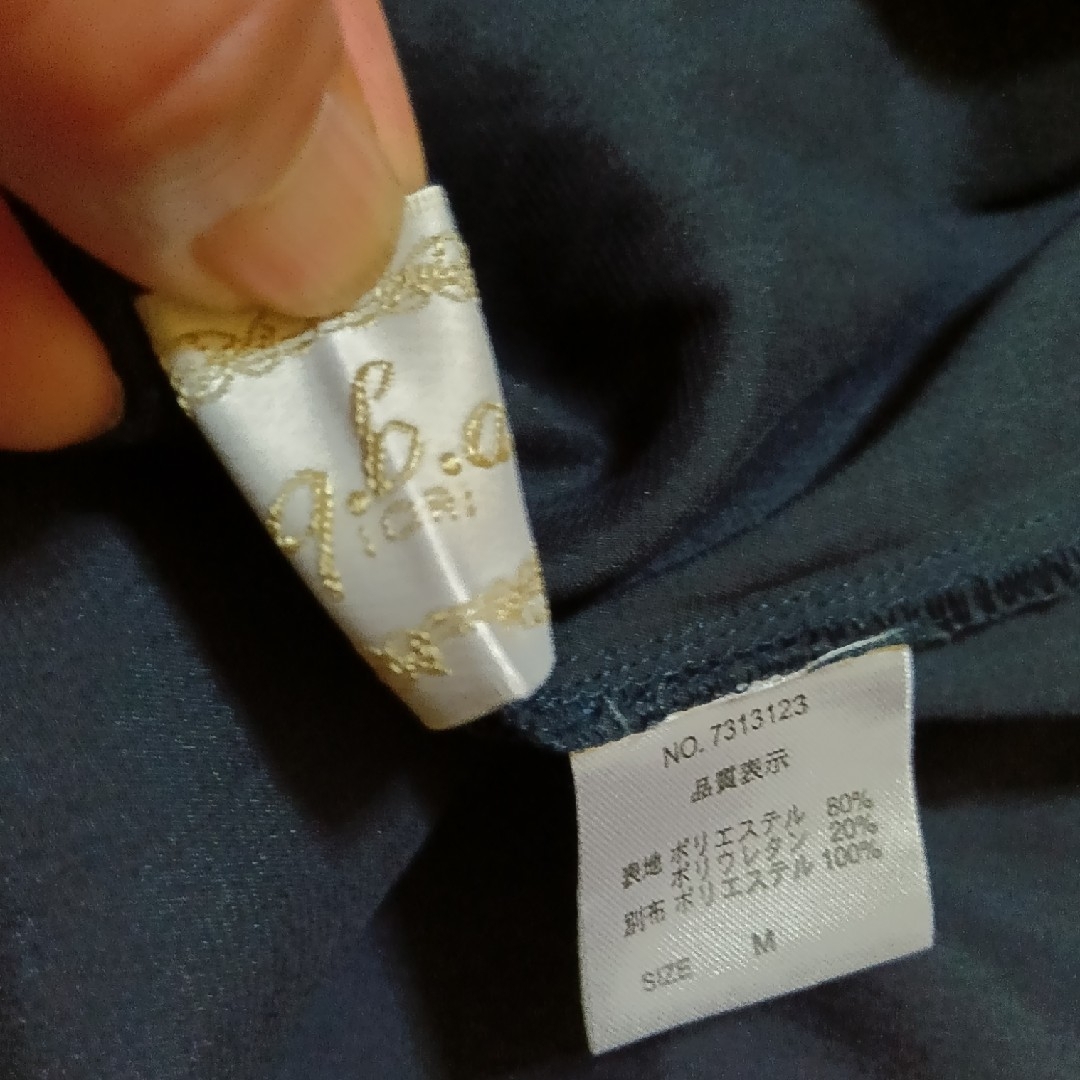 a.g.a
iORi
NO. 7313123
品質表示
表地 ポリエステル 80%
ポリウレタン 20%
別布 ポリエステル 100%
SIZE M